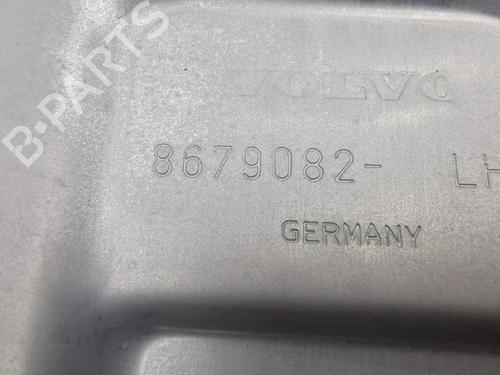 B-PARTS
VOLVO
8679082- LH
GERMANY